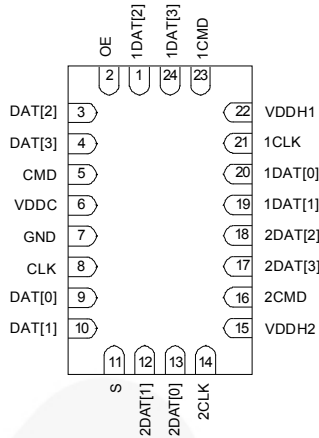 OE
1DAT[2]
1DAT[3]
1CMD
2
1
24
23
DAT[2] 3
22 VDDH1
DAT[3] 4
21 1CLK
CMD 5
20 1DAT[0]
VDDC 6
19 1DAT[1]
GND 7
18 2DAT[2]
CLK 8
17 2DAT[3]
DAT[0] 9
16 2CMD
DAT[1] 10
15 VDDH2
11
12
13
14
S
2DAT[1]
2DAT[0]
2CLK